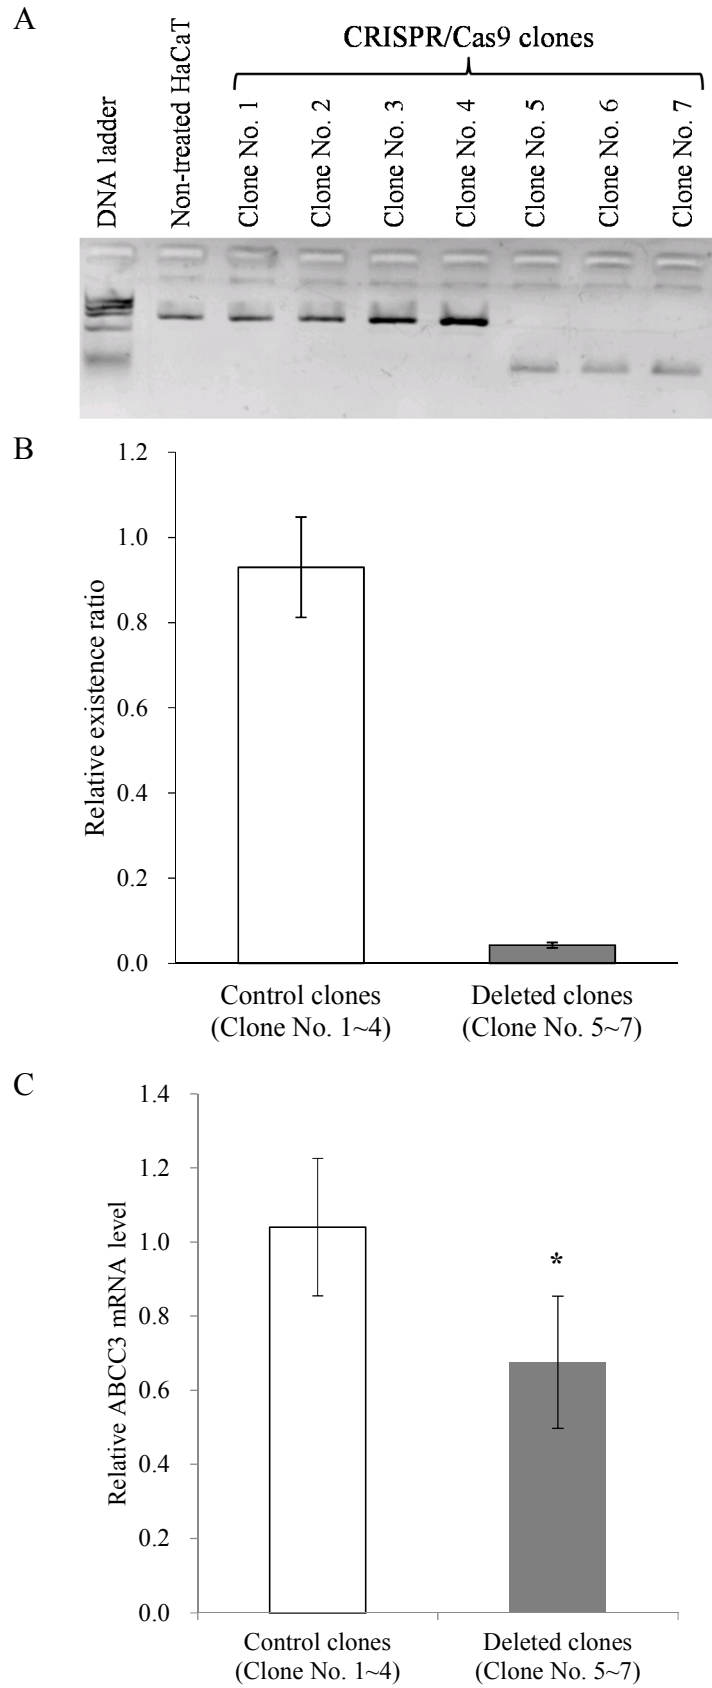 A
CRISPR/Cas9 clones
DNA ladder
Non-treated HaCaT
Clone No. 1
Clone No. 2
Clone No. 3
Clone No. 4
Clone No. 5
Clone No. 6
Clone No. 7
B
Relative existence ratio
1.2
1.0
0.8
0.6
0.4
0.2
0.0
Control clones
(Clone No. 1~4)
Deleted clones
(Clone No. 5~7)
C
Relative ABCC3 mRNA level
1.4
1.2
1.0
0.8
0.6
0.4
0.2
0.0
*
Control clones
(Clone No. 1~4)
Deleted clones
(Clone No. 5~7)